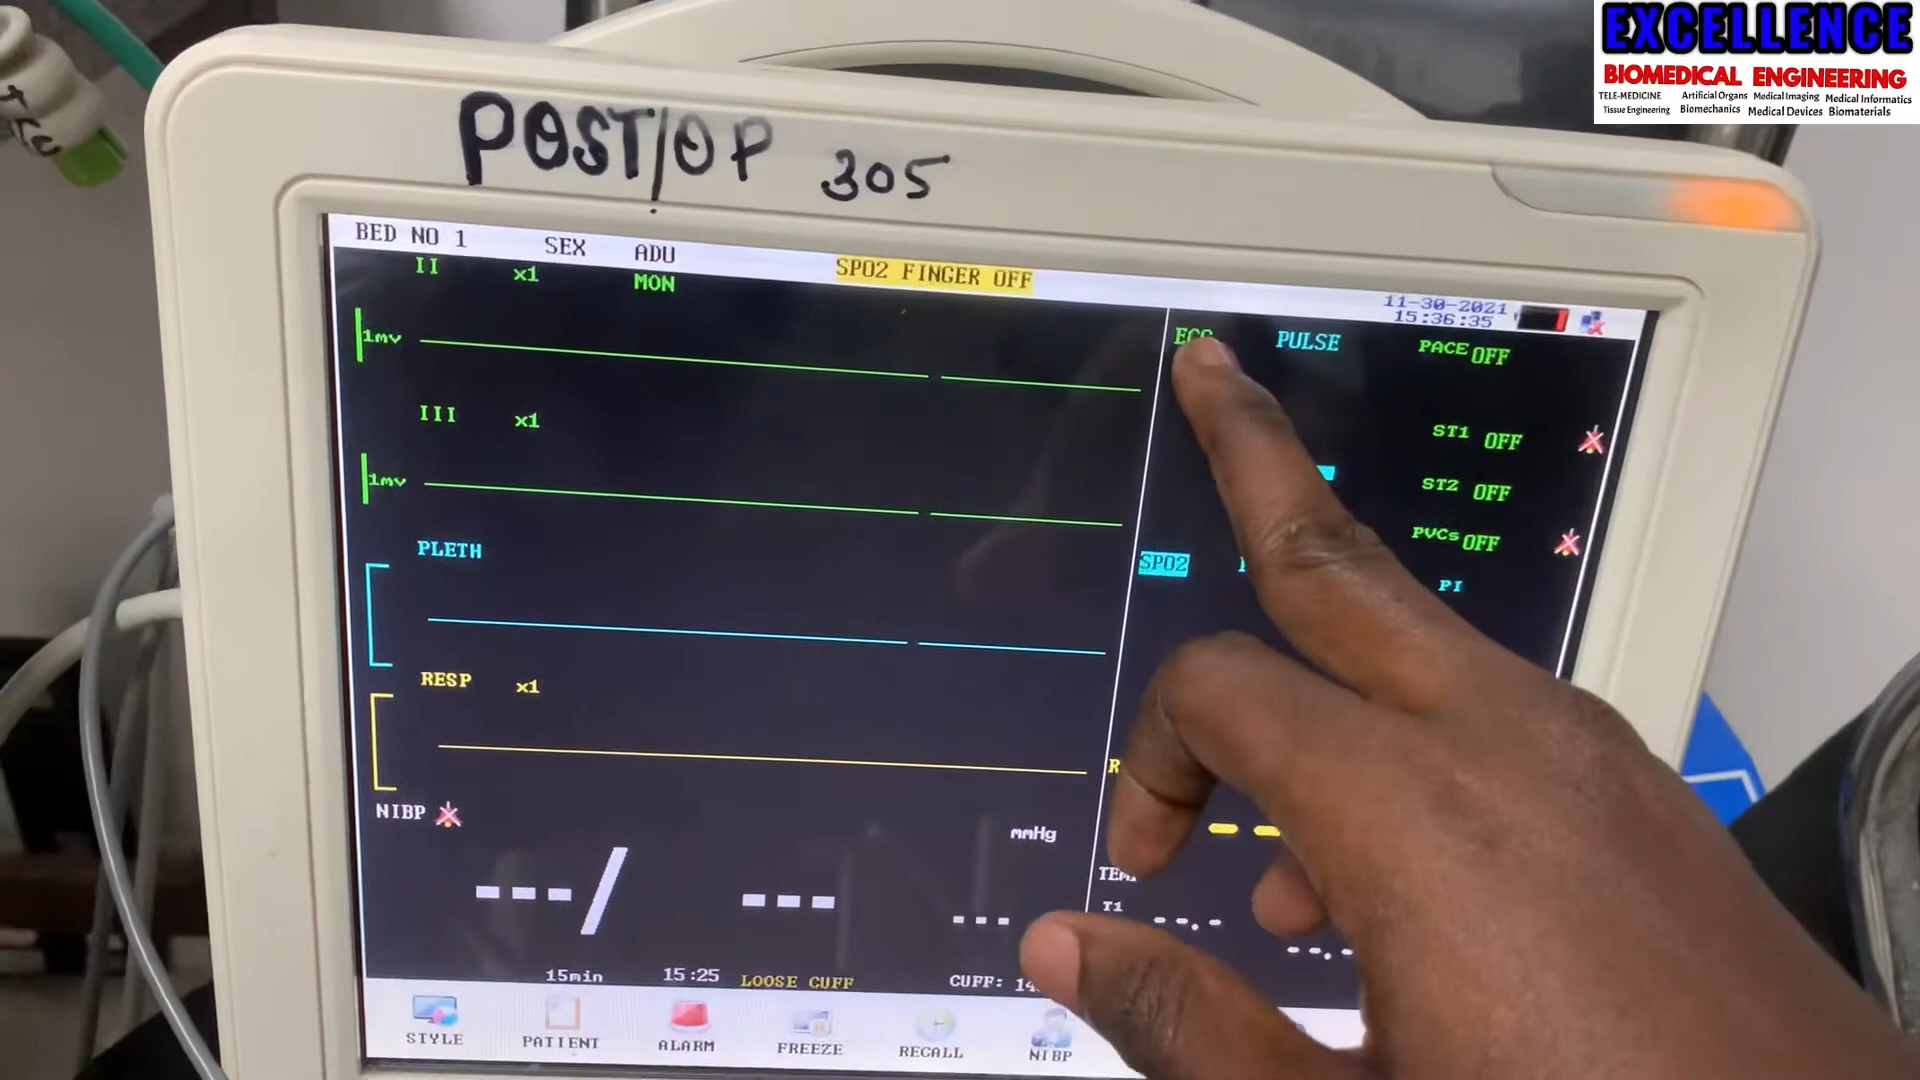 EXCELLENCE
BIOMEDICAL ENGINEERING
TELE-MEDICINE Artificial Organs Medical Imaging Medical Informatics
Tissue Engineering Biomechanics Medical Devices Biomaterials
POST/OP 305
BED NO 1 SEX ADU SPO2 FINGER OFF 11-30-2021
15:36:35
II x1 MON
1mv
ECG PULSE PACE OFF
III x1
1mv
ST1 OFF
ST2 OFF
PVCs OFF
PLETH
SPO2 PI
RESP x1
NIBP mmHg
---/ --- ---
TEMP
T1 --.-
--.-
15min 15:25 LOOSE CUFF CUFF:
STYLE PATIENT ALARM FREEZE RECALL NIBP